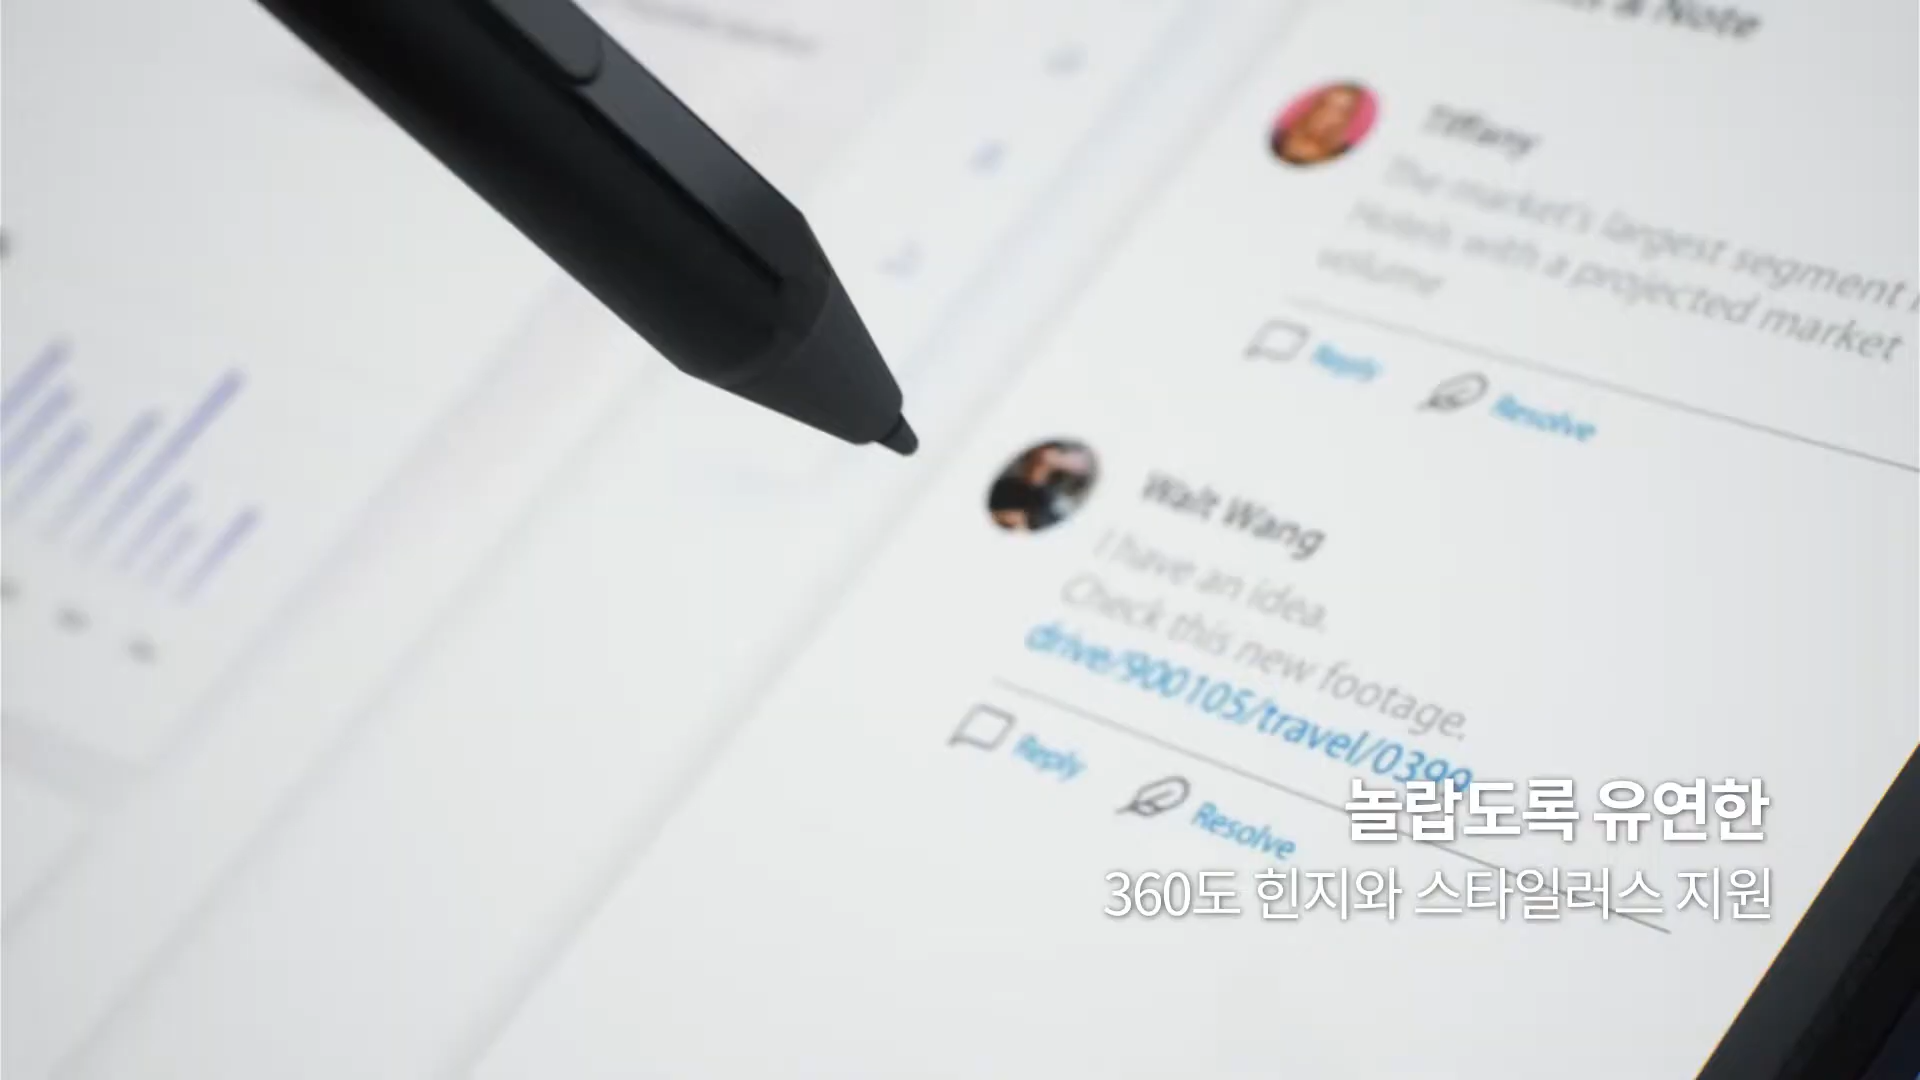 & Note
Tiffany
The market's largest segment
Hotels with a projected market
volume
Reply
Resolve
Walt Wang
I have an idea.
Check this new footage.
drive/900105/travel/0399
Reply
Resolve
놀랍도록 유연한
360도 힌지와 스타일러스 지원